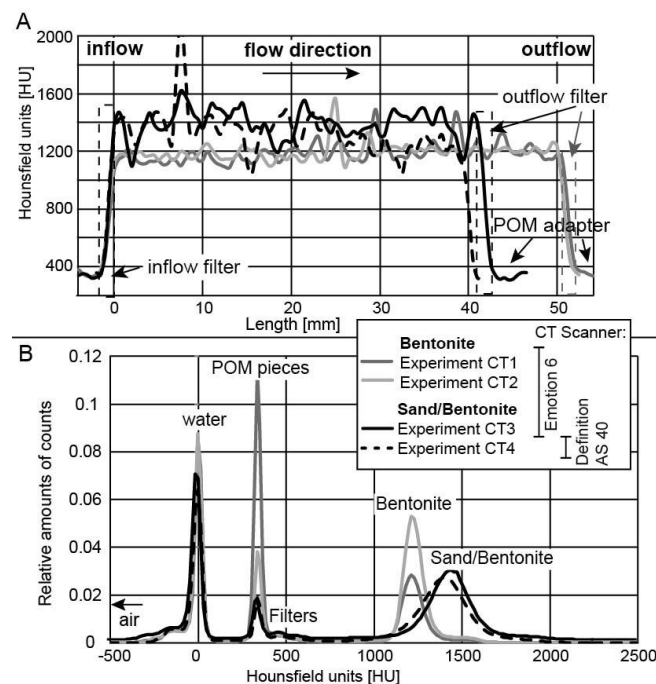 A
2000
1600
1200
800
400
Hounsfield units [HU]
inflow
flow direction
outflow
outflow filter
POM adapter
inflow filter
0
10
20
30
40
50
Length [mm]
B
0.12
0.1
0.08
0.06
0.04
0.02
0
Relative amounts of counts
POM pieces
water
Filters
air
Bentonite
Sand/Bentonite
CT Scanner:
Bentonite
Experiment CT1
Experiment CT2
Sand/Bentonite
Experiment CT3
Experiment CT4
Emotion 6
Definition
AS 40
-500
0
500
1000
1500
2000
2500
Hounsfield units [HU]